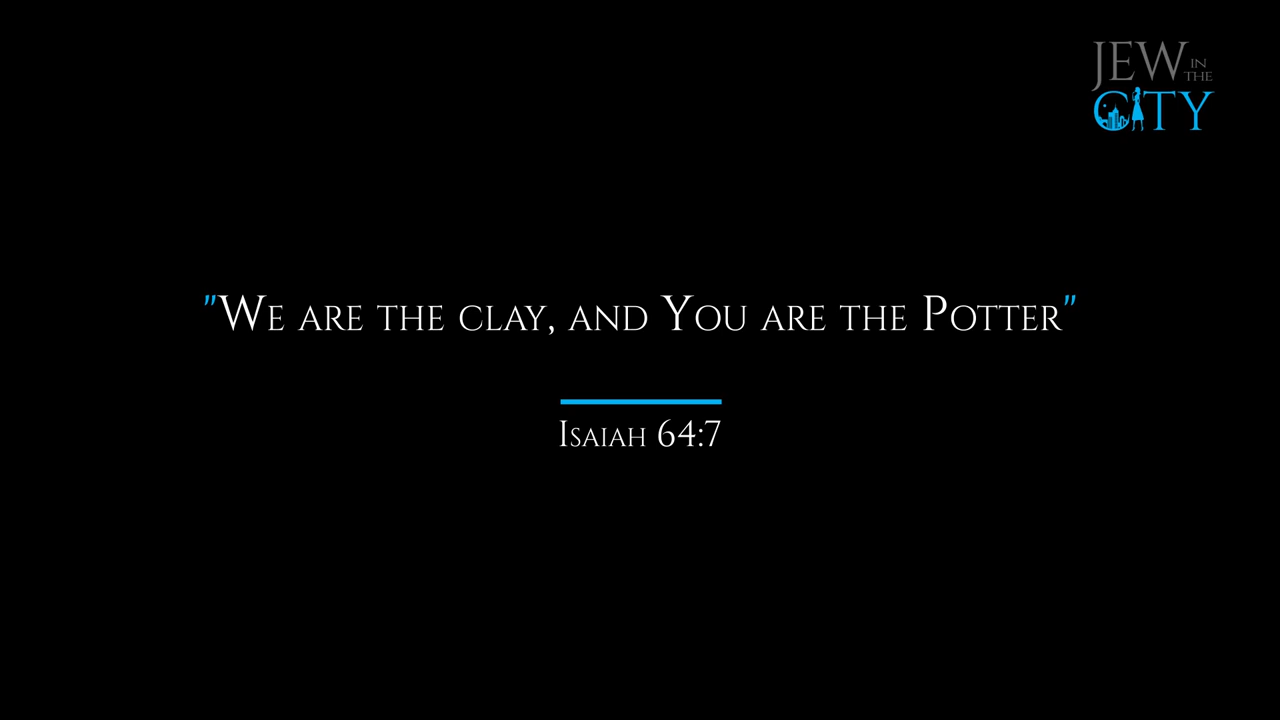 JEW IN THE
CITY
"We are the clay, and You are the Potter"
Isaiah 64:7